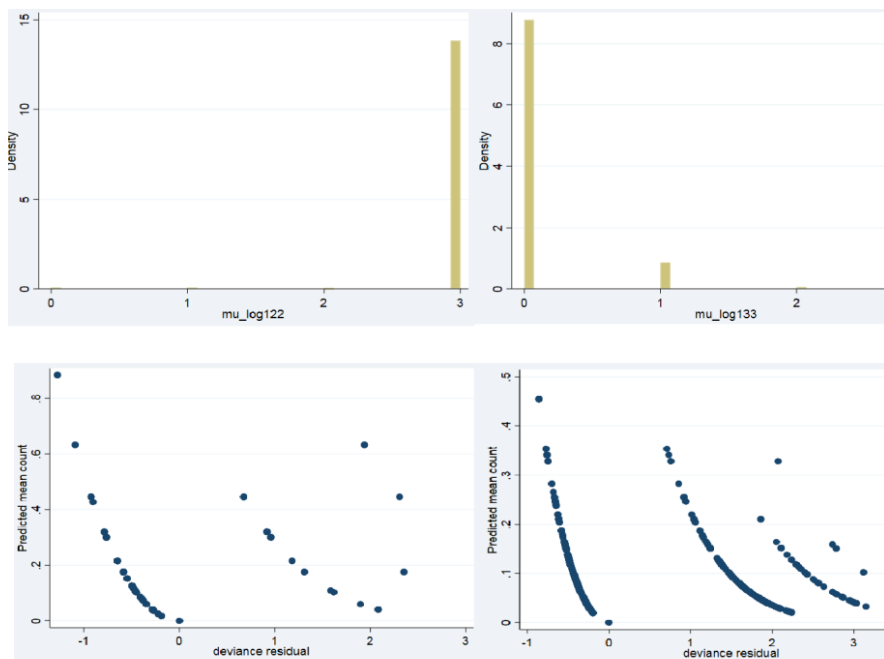 Density
0 5 10 15
0 1 2 3
mu_log122
Density
0 2 4 6 8
0 1 2
mu_log133
Predicted mean count
0 .2 .4 .6 .8
-1 0 1 2 3
deviance residual
Predicted mean count
0 .1 .2 .3 .4 .5
-1 0 1 2 3
deviance residual